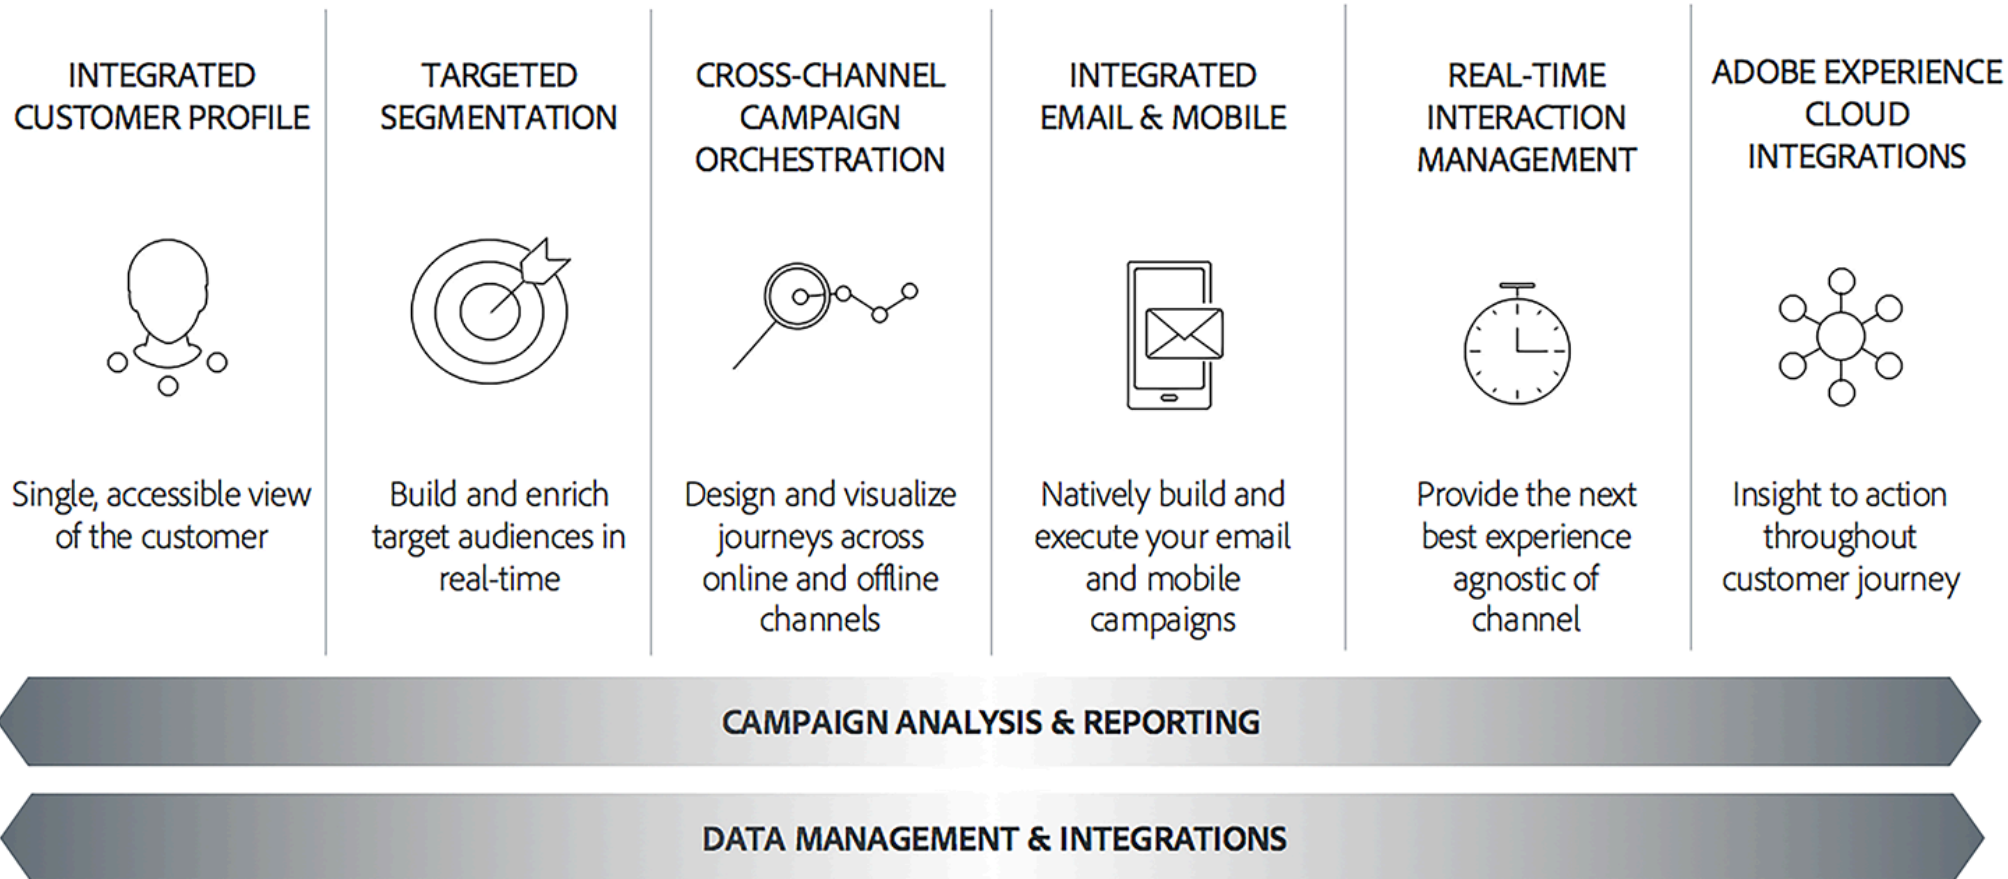 INTEGRATED
CUSTOMER PROFILE
Single, accessible view
of the customer
TARGETED
SEGMENTATION
Build and enrich
target audiences in
real-time
CROSS-CHANNEL
CAMPAIGN
ORCHESTRATION
Design and visualize
journeys across
online and offline
channels
INTEGRATED
EMAIL & MOBILE
Natively build and
execute your email
and mobile
campaigns
REAL-TIME
INTERACTION
MANAGEMENT
Provide the next
best experience
agnostic of
channel
ADOBE EXPERIENCE
CLOUD
INTEGRATIONS
Insight to action
throughout
customer journey
CAMPAIGN ANALYSIS & REPORTING
DATA MANAGEMENT & INTEGRATIONS